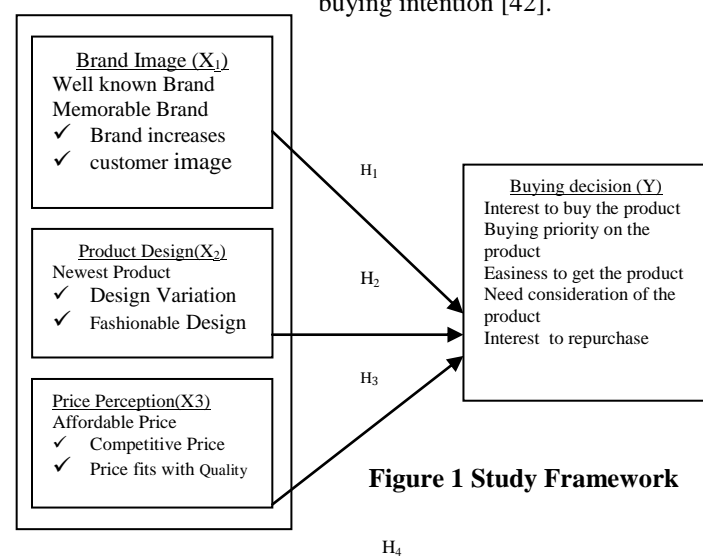 buying intention [42].
Brand Image (X1)
Well known Brand
Memorable Brand
✓ Brand increases
✓ customer image
Product Design(X2)
Newest Product
✓ Design Variation
✓ Fashionable Design
Price Perception(X3)
Affordable Price
✓ Competitive Price
✓ Price fits with Quality
H1
H2
H3
Buying decision (Y)
Interest to buy the product
Buying priority on the
product
Easiness to get the product
Need consideration of the
product
Interest to repurchase
Figure 1 Study Framework
H4